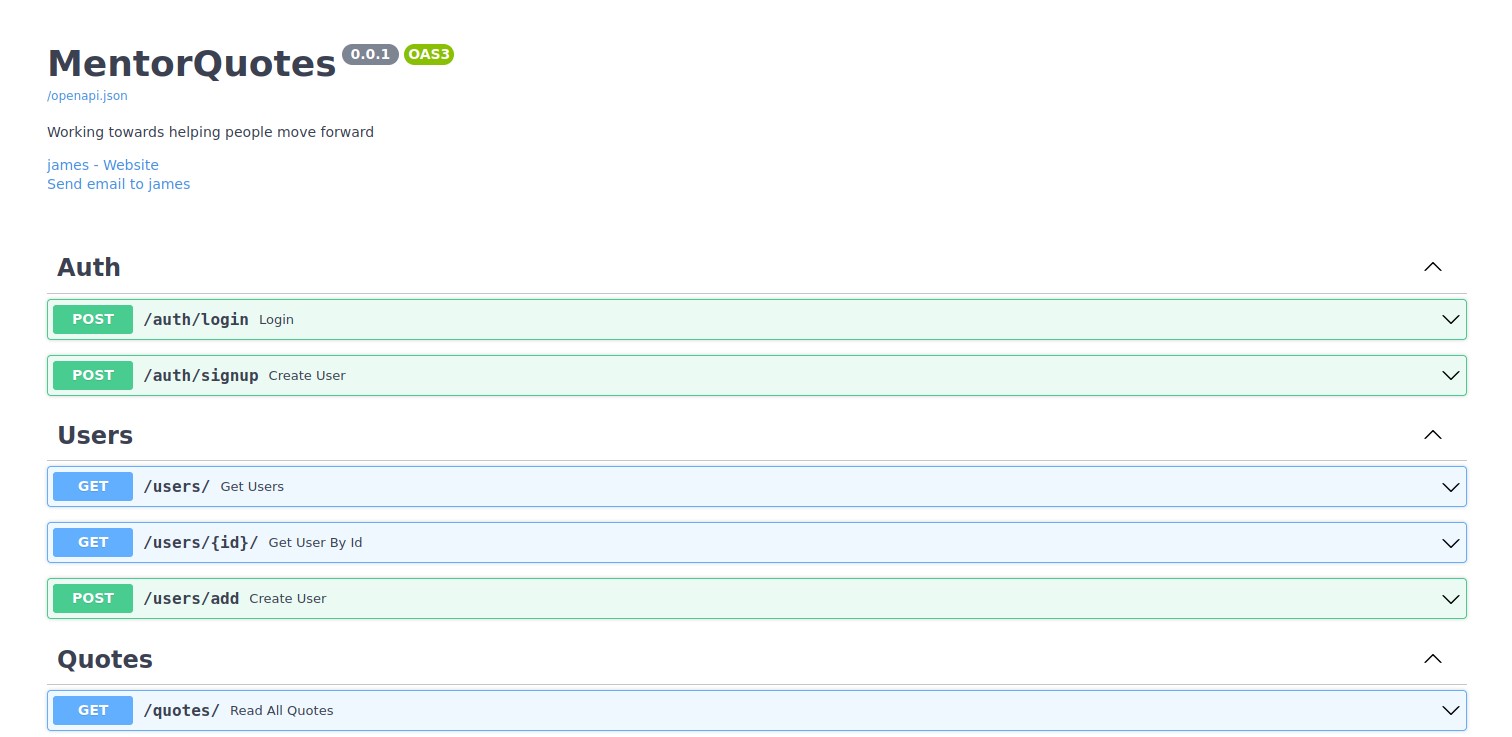 MentorQuotes 0.0.1 OAS3
/openapi.json
Working towards helping people move forward
james - Website
Send email to james
Auth
POST /auth/login Login
POST /auth/signup Create User
Users
GET /users/ Get Users
GET /users/{id}/ Get User By Id
POST /users/add Create User
Quotes
GET /quotes/ Read All Quotes